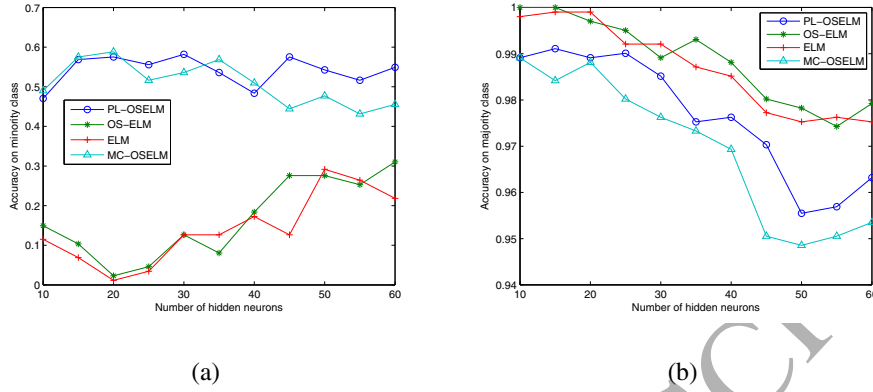 0.7
0.6
0.5
0.4
0.3
0.2
0.1
0
Accuracy on minority class
PL-OSELM
OS-ELM
ELM
MC-OSELM
10 20 30 40 50 60
Number of hidden neurons
(a)
1
0.99
0.98
0.97
0.96
0.95
0.94
Accuracy on majority class
PL-OSELM
OS-ELM
ELM
MC-OSELM
10 20 30 40 50 60
Number of hidden neurons
(b)